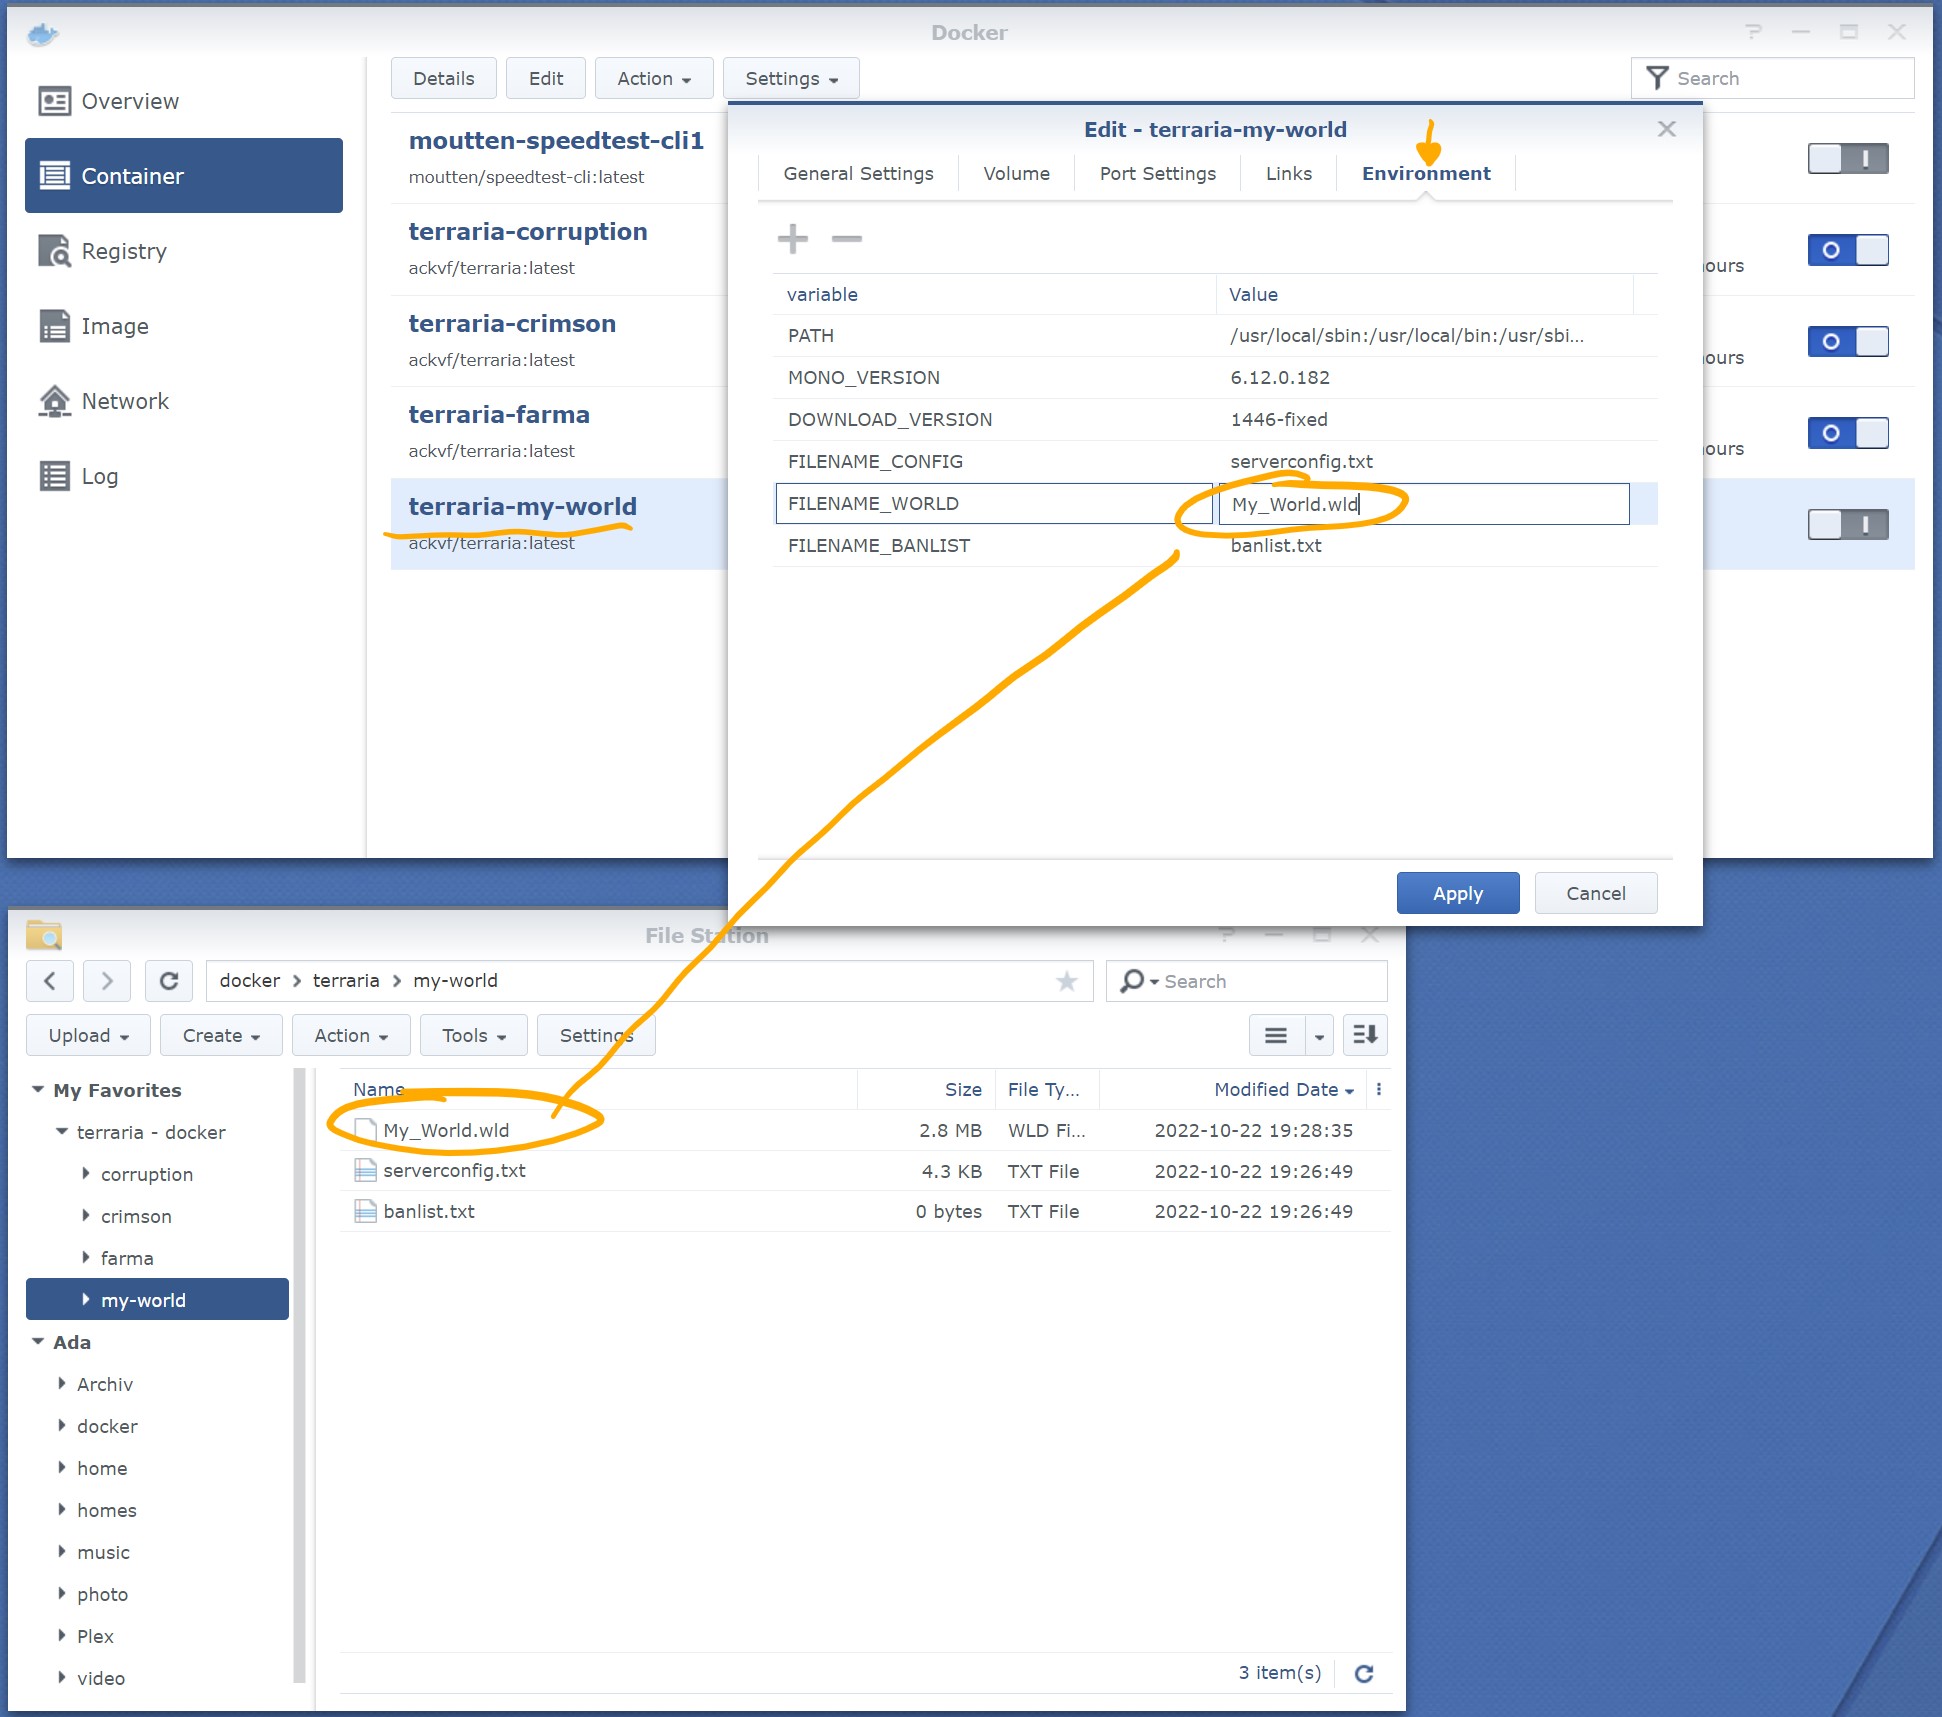 Docker
Overview
Container
Registry
Image
Network
Log
Details Edit Action Settings
Search
moutten-speedtest-cli1
moutten/speedtest-cli:latest
terraria-corruption
ackvf/terraria:latest
ours
terraria-crimson
ackvf/terraria:latest
ours
terraria-farma
ackvf/terraria:latest
ours
terraria-my-world
ackvf/terraria:latest
Edit - terraria-my-world
General Settings Volume Port Settings Links Environment
variable Value
PATH /usr/local/sbin:/usr/local/bin:/usr/sbi...
MONO_VERSION 6.12.0.182
DOWNLOAD_VERSION 1446-fixed
FILENAME_CONFIG serverconfig.txt
FILENAME_WORLD My_World.wld
FILENAME_BANLIST banlist.txt
Apply Cancel
File Station
docker > terraria > my-world
Search
Upload Create Action Tools Settings
My Favorites
terraria - docker
corruption
crimson
farma
my-world
Ada
Archiv
docker
home
homes
music
photo
Plex
video
Name Size File Ty... Modified Date
My_World.wld 2.8 MB WLD Fi... 2022-10-22 19:28:35
serverconfig.txt 4.3 KB TXT File 2022-10-22 19:26:49
banlist.txt 0 bytes TXT File 2022-10-22 19:26:49
3 item(s)